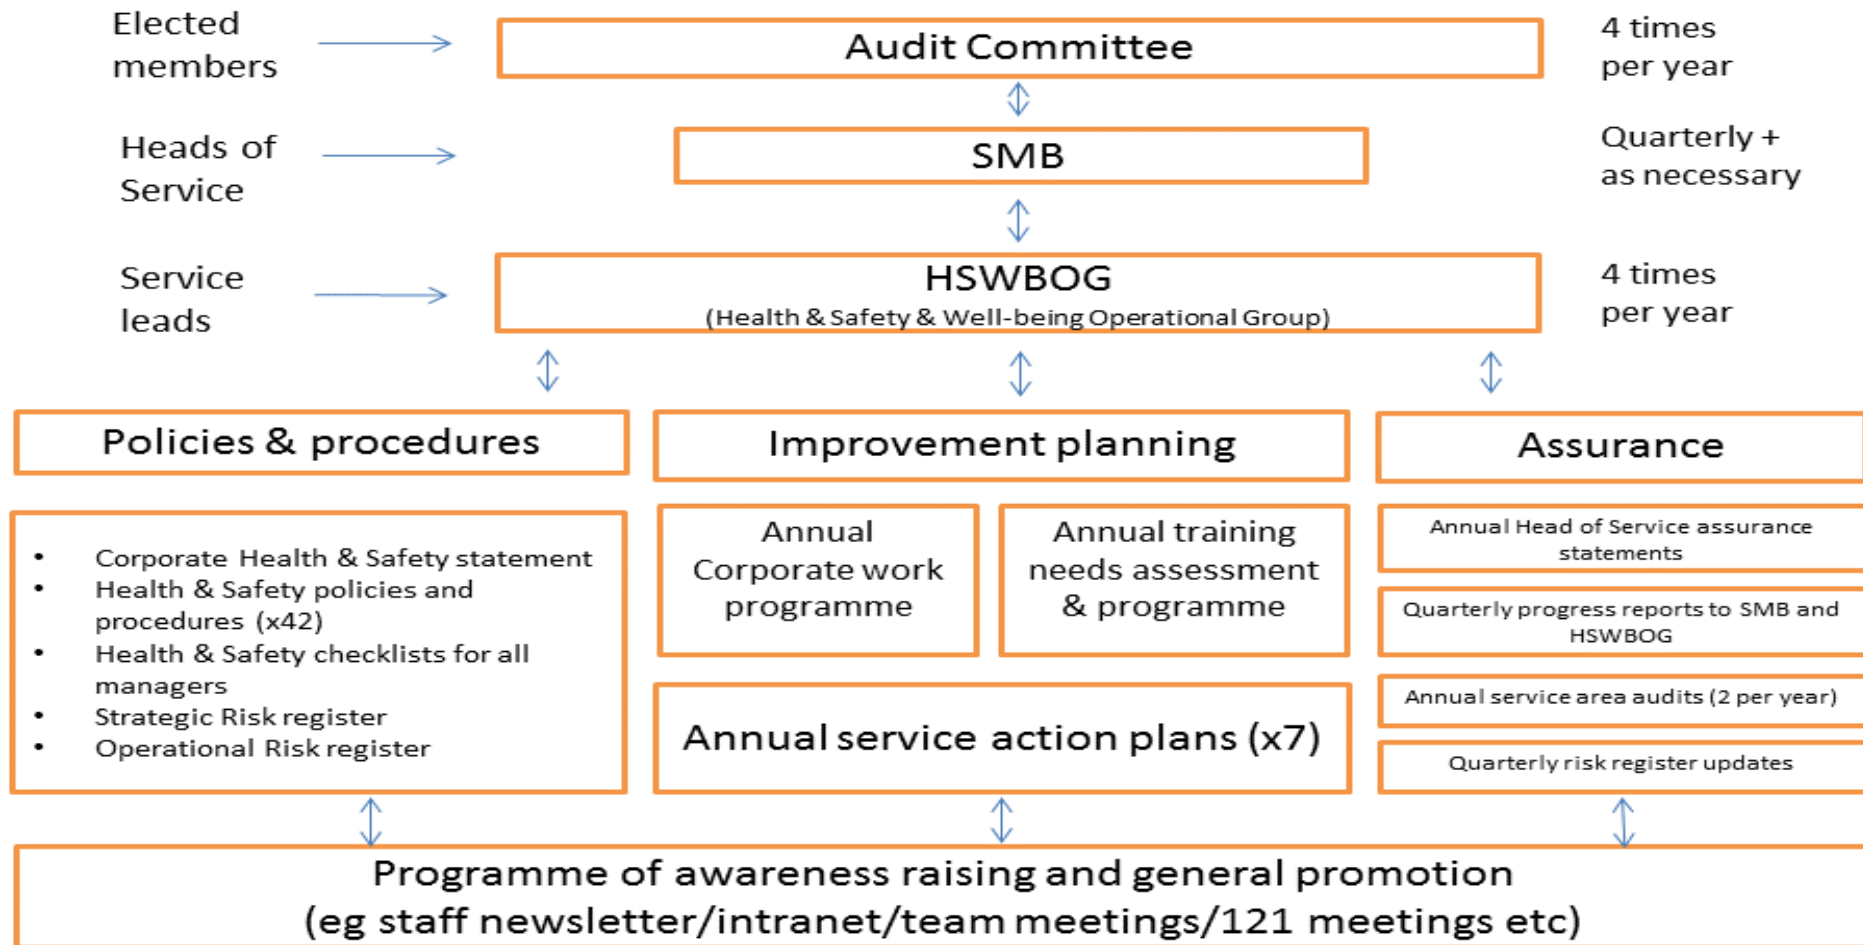 Elected
members
Audit Committee
4 times
per year
Heads of
Service
SMB
Quarterly +
as necessary
Service
leads
HSWBOG
(Health & Safety & Well-being Operational Group)
4 times
per year
Policies & procedures
• Corporate Health & Safety statement
• Health & Safety policies and
procedures (x42)
• Health & Safety checklists for all
managers
• Strategic Risk register
• Operational Risk register
Improvement planning
Annual
Corporate work
programme
Annual training
needs assessment
& programme
Annual service action plans (x7)
Assurance
Annual Head of Service assurance
statements
Quarterly progress reports to SMB and
HSWBOG
Annual service area audits (2 per year)
Quarterly risk register updates
Programme of awareness raising and general promotion
(eg staff newsletter/intranet/team meetings/121 meetings etc)